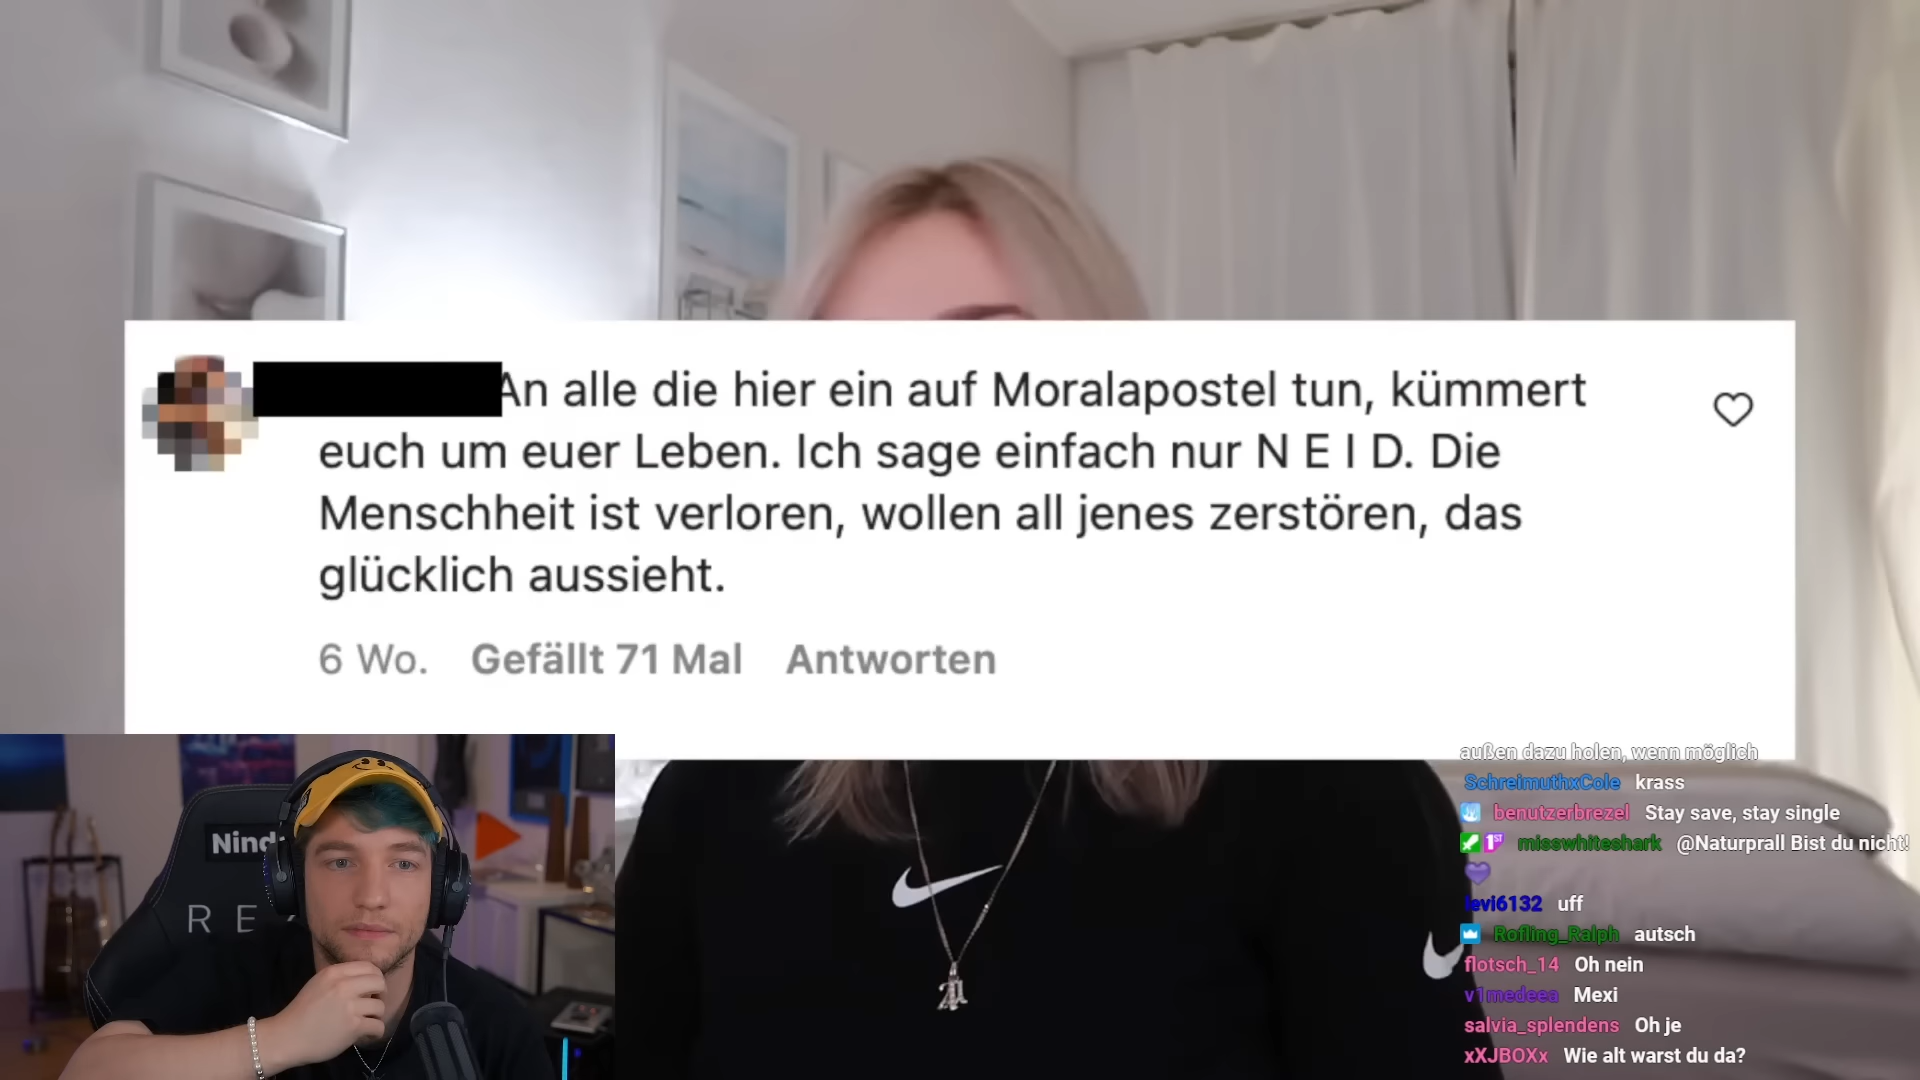 An alle die hier ein auf Moralapostel tun, kümmert
euch um euer Leben. Ich sage einfach nur N E I D. Die
Menschheit ist verloren, wollen all jenes zerstören, das
glücklich aussieht.
6 Wo. Gefällt 71 Mal Antworten
Nind
R E
außen dazu holen, wenn möglich
SchreimuthxCole krass
benutzerbrezel Stay save, stay single
1ST misswhiteshark @Naturprall Bist du nicht!
levi6132 uff
Rofling_Ralph autsch
flotsch_14 Oh nein
v1medeea Mexi
salvia_splendens Oh je
xXJBOXx Wie alt warst du da?